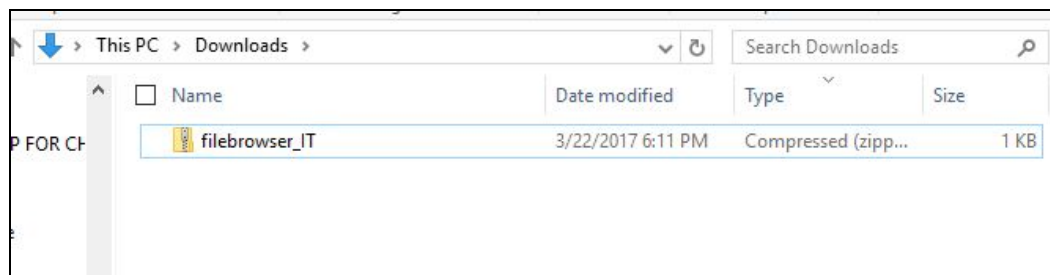 This PC > Downloads >
Search Downloads
Name Date modified Type Size
P FOR CH
filebrowser_IT 3/22/2017 6:11 PM Compressed (zipp... 1 KB